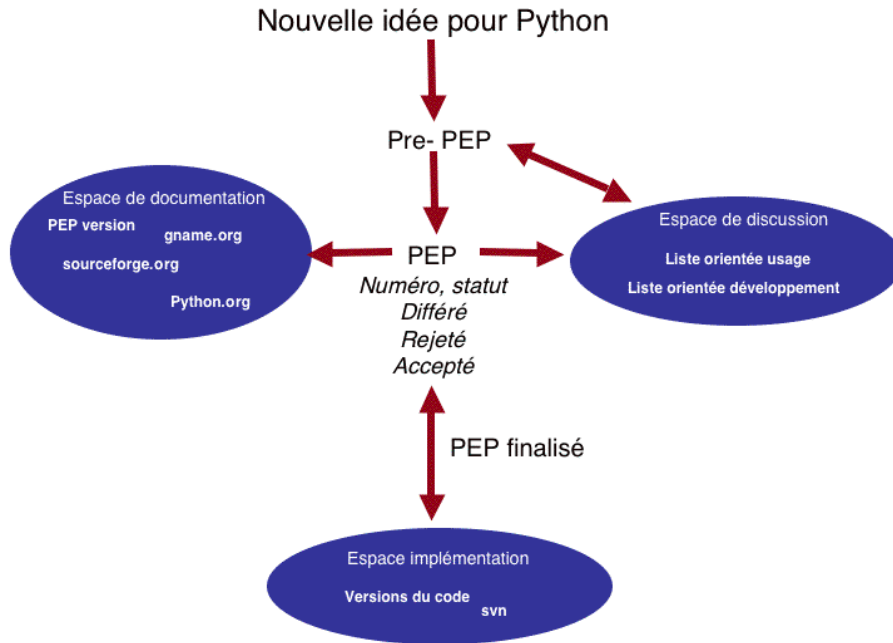 Nouvelle idée pour Python
Pre- PEP
Espace de documentation
PEP version
gname.org
sourceforge.org
Python.org
PEP
Numéro, statut
Différé
Rejeté
Accepté
Espace de discussion
Liste orientée usage
Liste orientée développement
PEP finalisé
Espace implémentation
Versions du code
svn